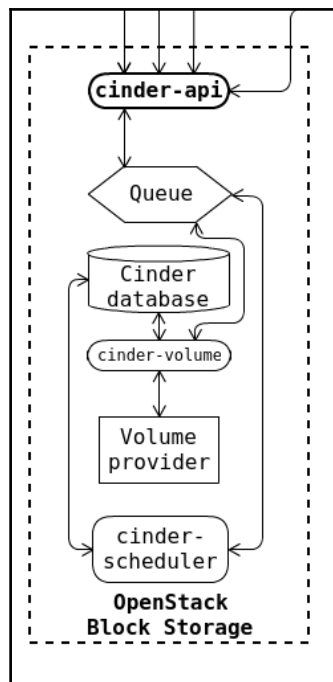 cinder-api
Queue
Cinder
database
cinder-volume
Volume
provider
cinder-
scheduler
OpenStack
Block Storage